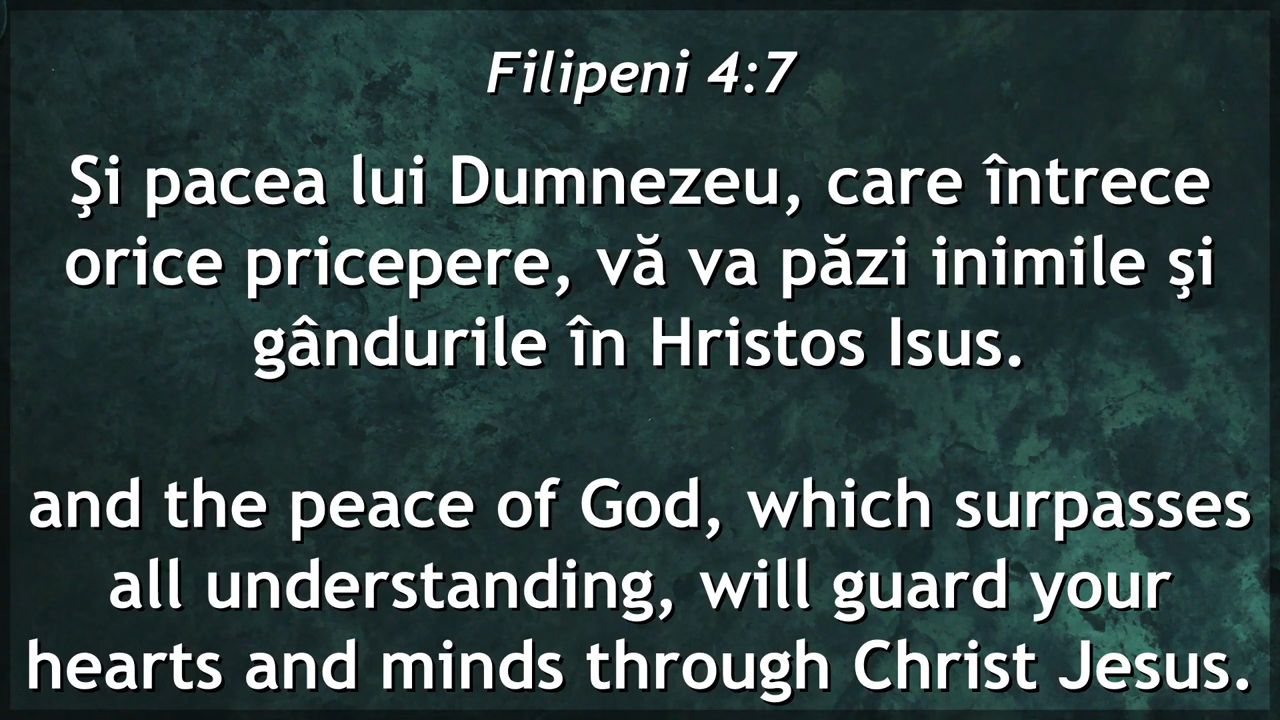 Filipeni 4:7
Şi pacea lui Dumnezeu, care întrece
orice pricepere, vă va păzi inimile şi
gândurile în Hristos Isus.
and the peace of God, which surpasses
all understanding, will guard your
hearts and minds through Christ Jesus.